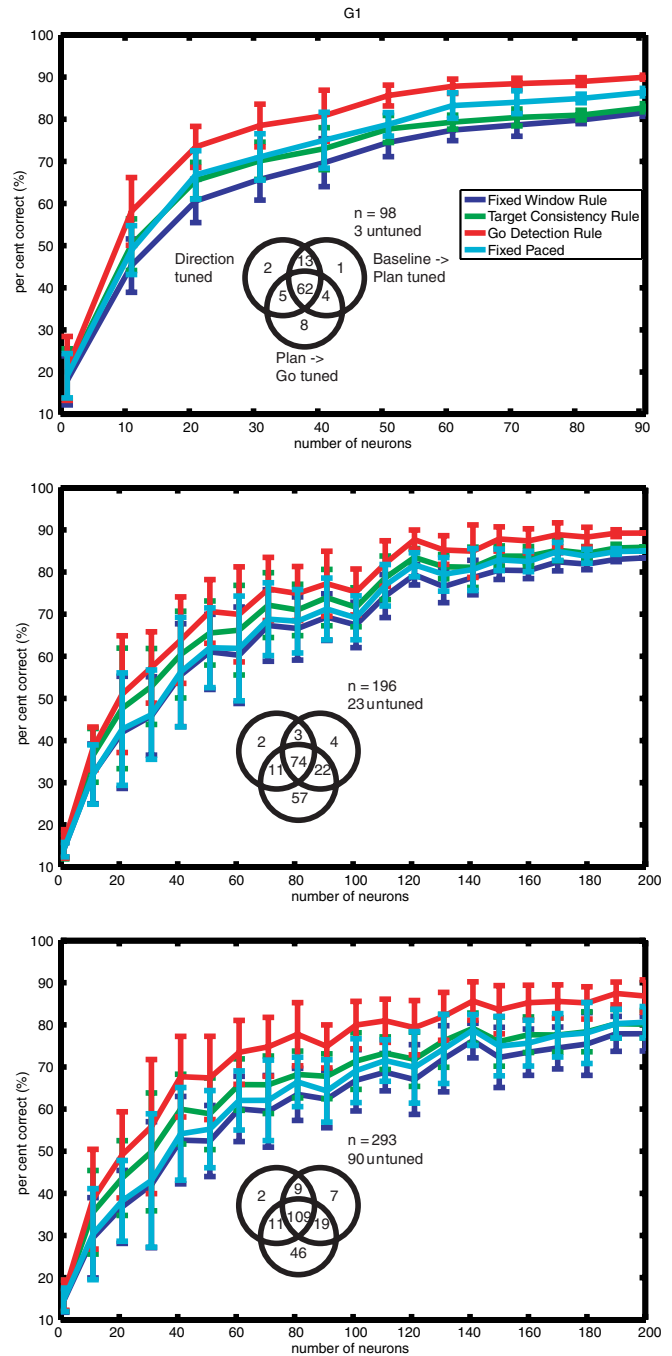 G1
100
90
80
70
60
50
40
30
20
10
per cent correct (%)
n = 98
3 untuned
Fixed Window Rule
Target Consistency Rule
Go Detection Rule
Fixed Paced
Direction
tuned
2
13
1
Baseline ->
Plan tuned
5
62
4
8
Plan ->
Go tuned
0 10 20 30 40 50 60 70 80 90
number of neurons
100
90
80
70
60
50
40
30
20
10
per cent correct (%)
n = 196
23 untuned
2
3
4
11
74
22
57
0 20 40 60 80 100 120 140 160 180 200
number of neurons
100
90
80
70
60
50
40
30
20
10
per cent correct (%)
n = 293
90 untuned
2
9
7
11
109
19
46
0 20 40 60 80 100 120 140 160 180 200
number of neurons